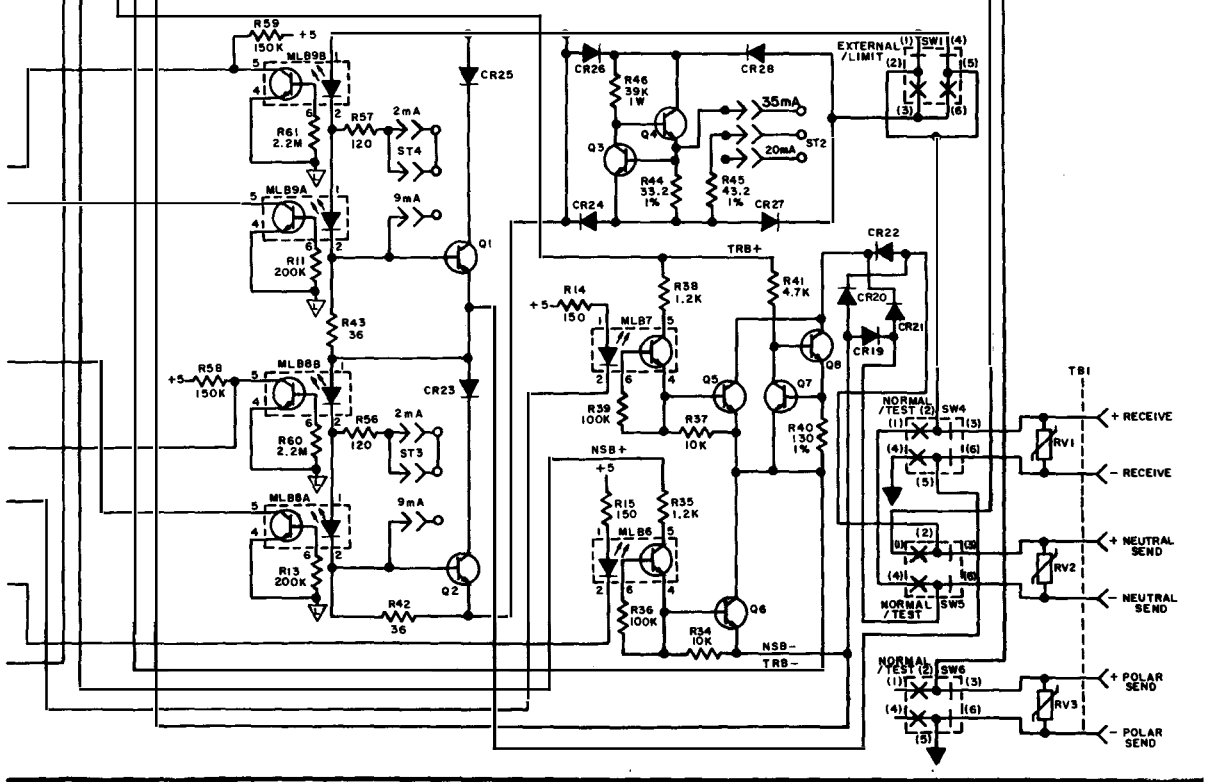 R59
150K
+5
MLB9B
1
5
4
6
2
R61
2.2M
R57
120
2mA
ST4
MLB9A
1
5
4
6
2
9mA
R11
200K
R43
36
CR25
Q1
R58
+5
150K
MLB8B
1
5
4
6
2
R60
2.2M
R56
120
2mA
ST3
CR23
MLB8A
1
5
4
6
2
9mA
R13
200K
Q2
R42
36
CR26
R46
39K
1W
CR28
Q4
Q3
35mA
ST2
20mA
R44
33.2
1%
R45
43.2
1%
CR24
CR27
EXTERNAL
/LIMIT
(1)
SW1
(4)
(2)
(5)
(3)
(6)
TRB+
R38
1.2K
R41
4.7K
CR22
CR20
CR21
CR19
+5
R14
150
1
MLB7
5
2
6
4
Q8
Q5
Q7
R39
100K
R37
10K
R40
130
1%
NSB+
+5
R15
150
R35
1.2K
1
MLB6
5
2
6
4
R36
100K
Q6
R34
10K
NSB-
TRB-
NORMAL
/TEST
(2)
SW4
(1)
(3)
(4)
(6)
(5)
RV1
TB1
+ RECEIVE
- RECEIVE
(2)
(1)
(3)
(4)
(6)
NORMAL
/TEST
SW5
RV2
+ NEUTRAL
SEND
- NEUTRAL
SEND
NORMAL
/TEST
(2)
SW6
(1)
(3)
(4)
(6)
(5)
RV3
+ POLAR
SEND
- POLAR
SEND